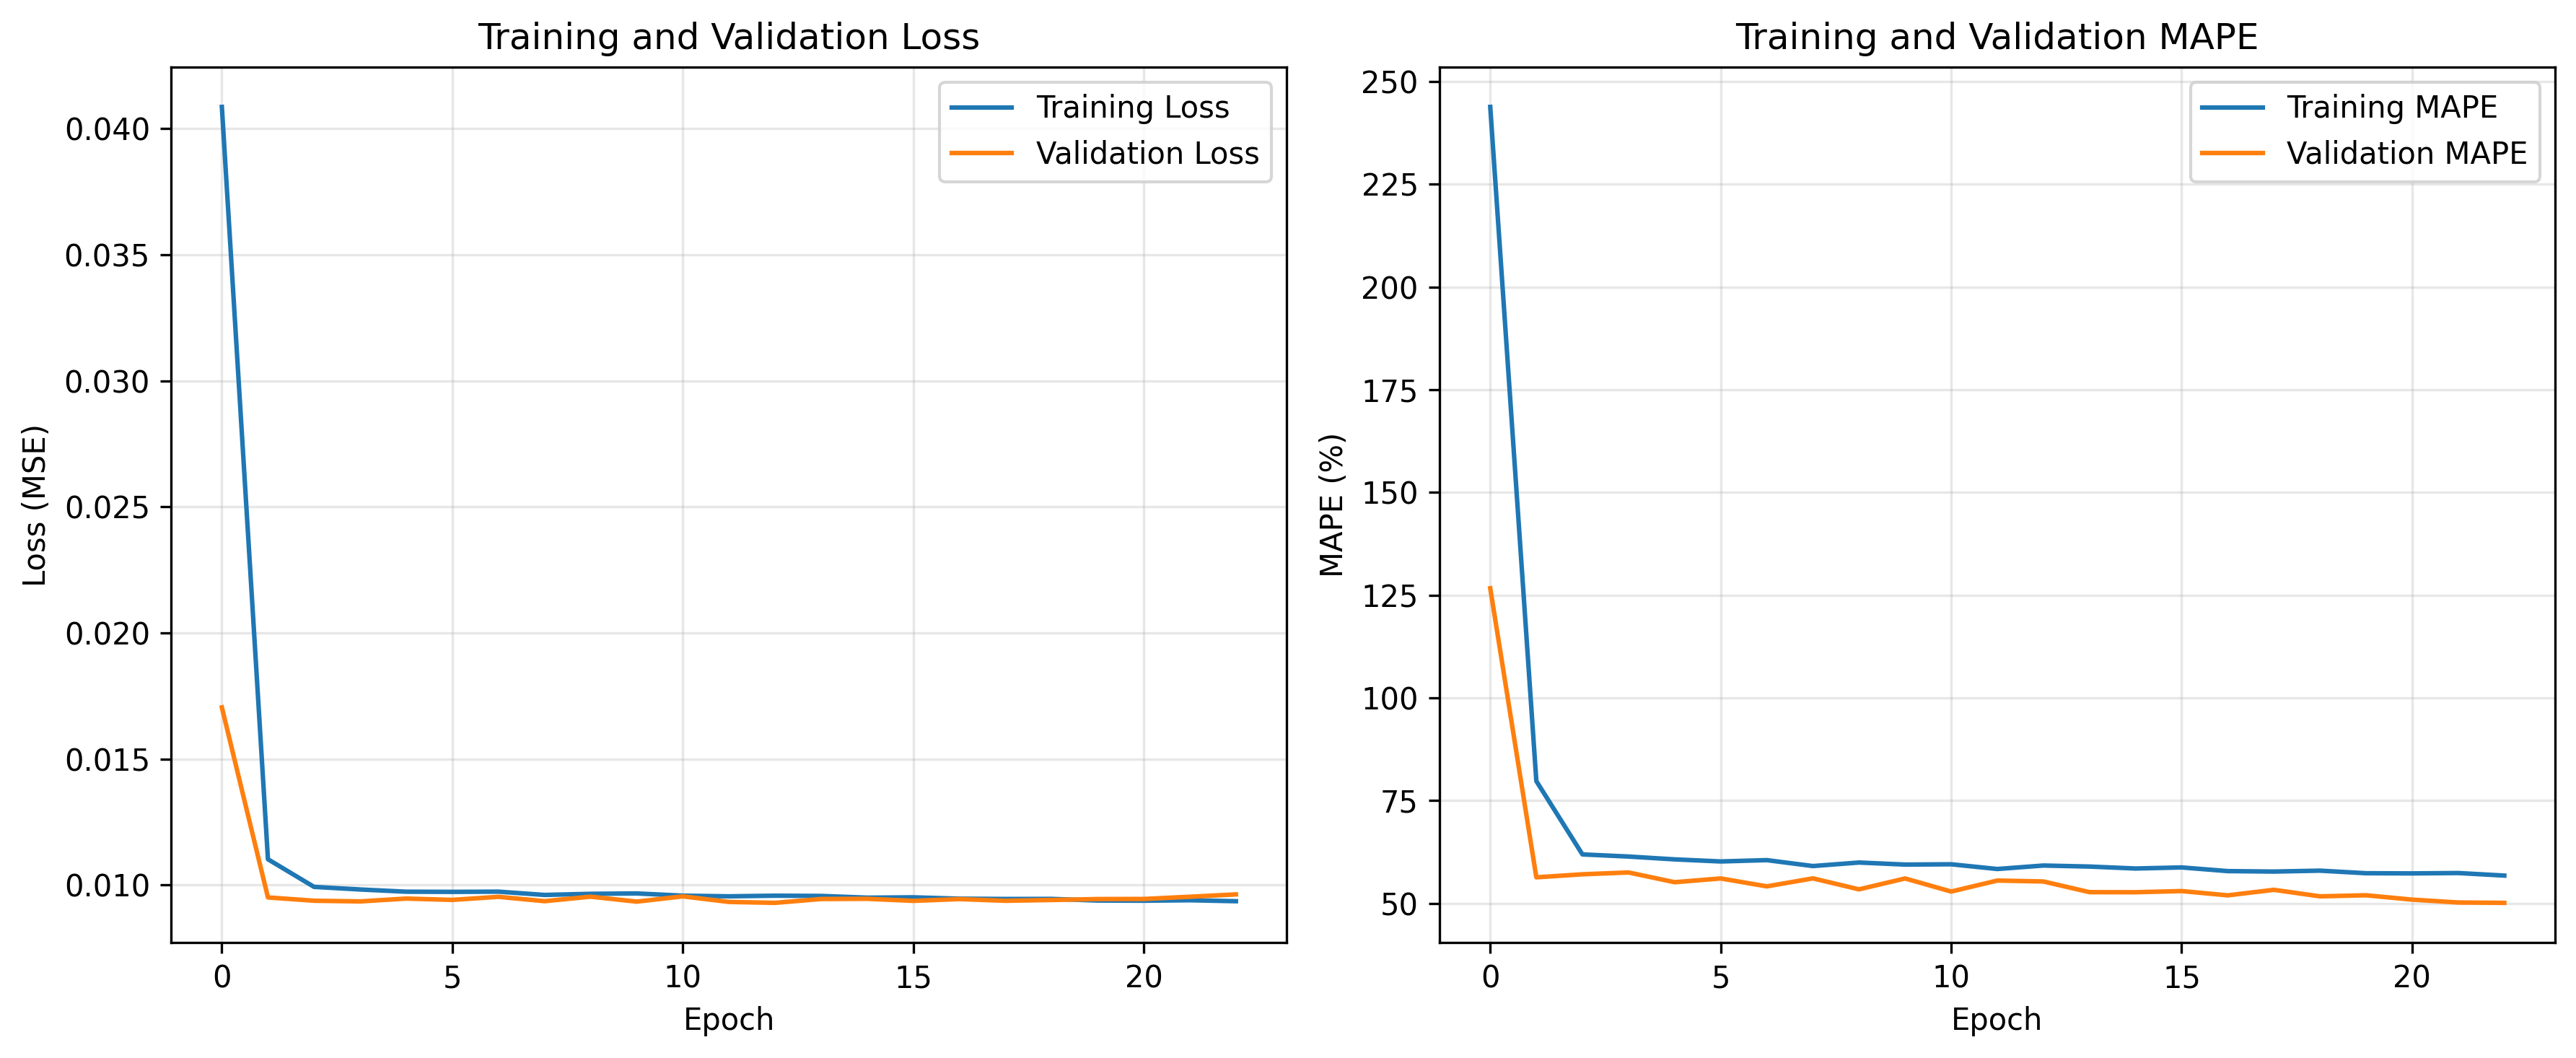 Training and Validation Loss
Loss (MSE)
0.040
0.035
0.030
0.025
0.020
0.015
0.010
Training Loss
Validation Loss
0 5 10 15 20
Epoch
Training and Validation MAPE
MAPE (%)
250
225
200
175
150
125
100
75
50
Training MAPE
Validation MAPE
0 5 10 15 20
Epoch